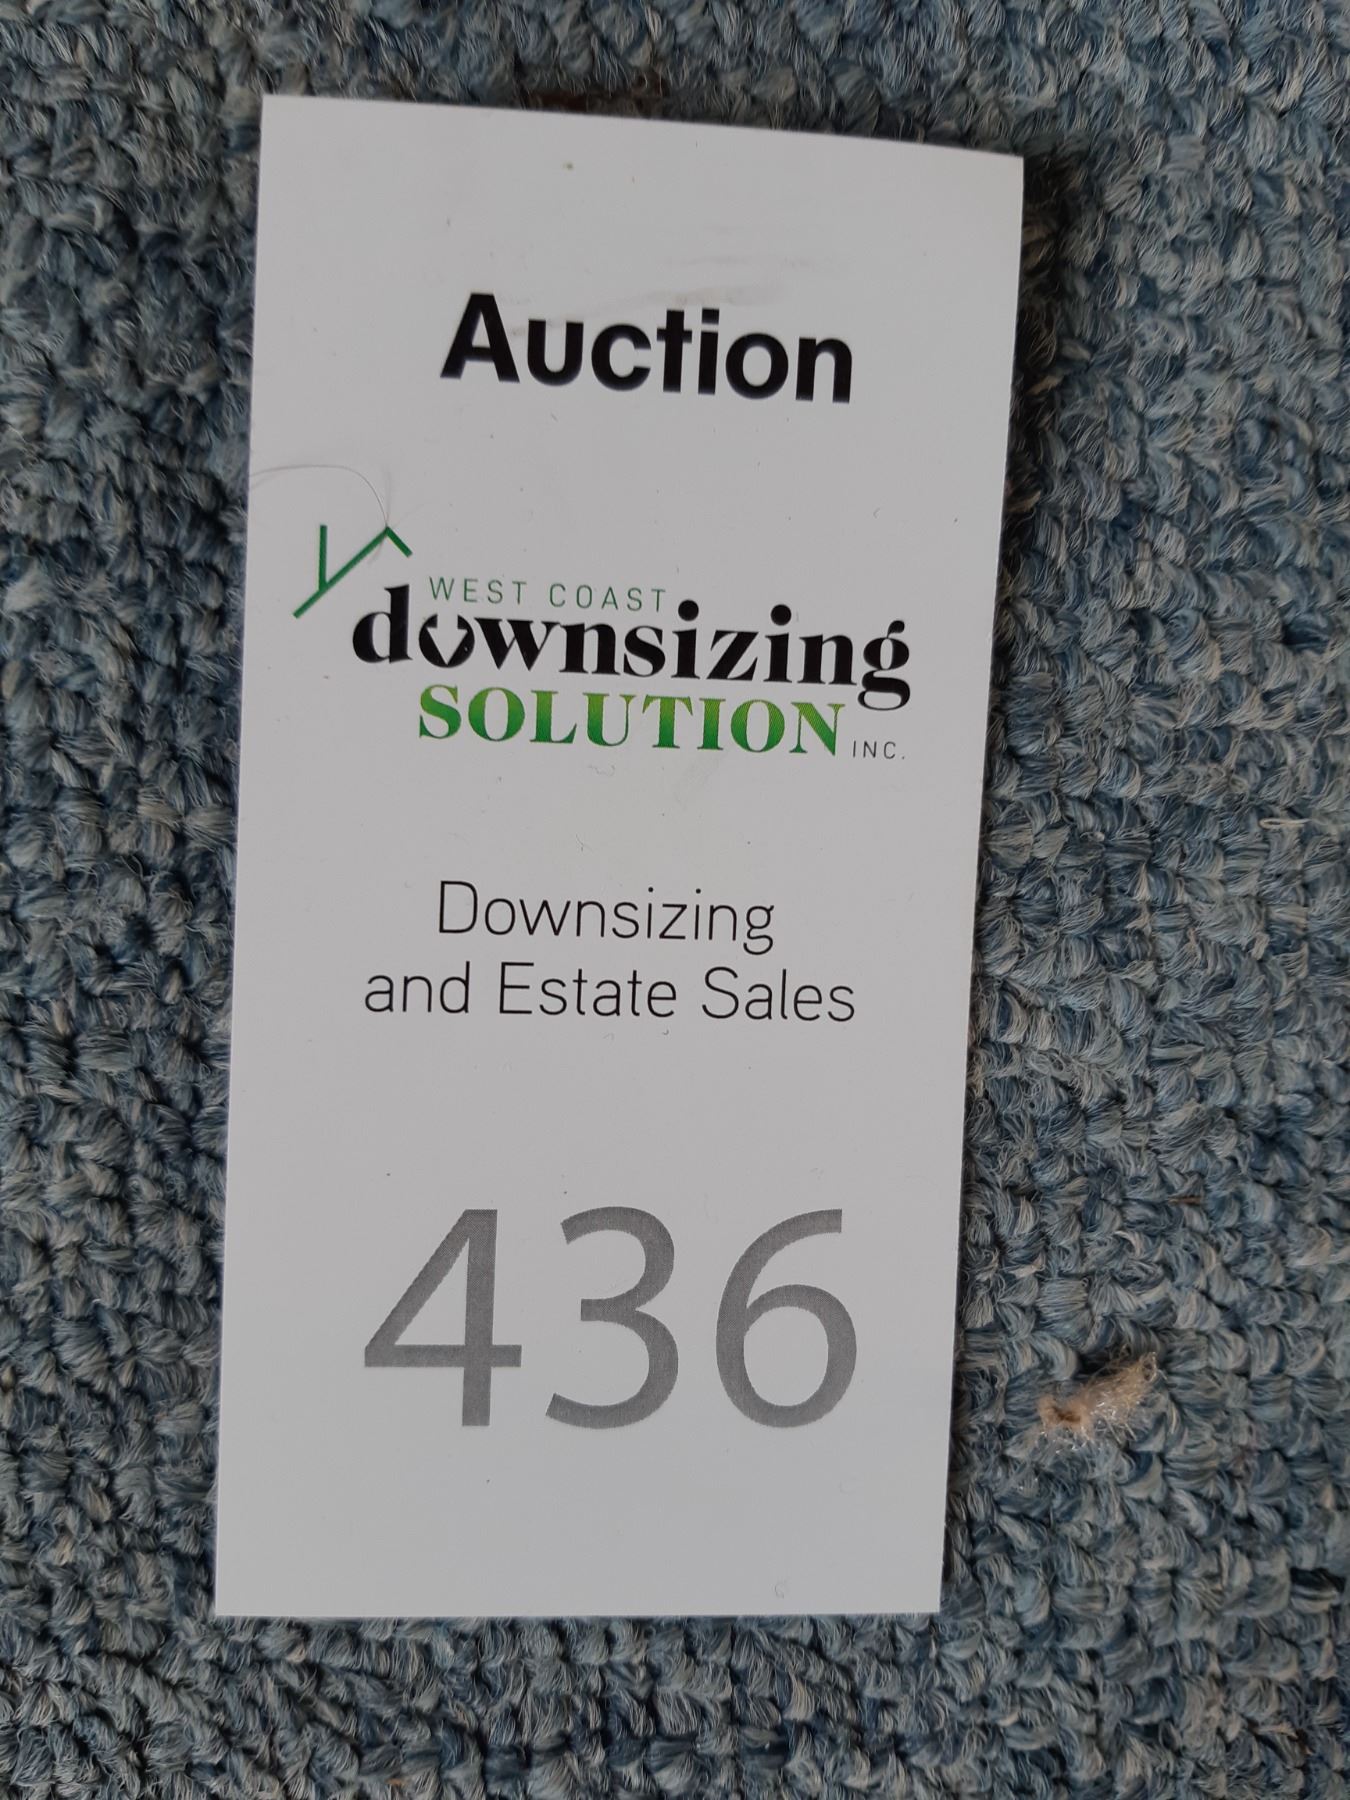 Auction
WEST COAST
downsizing
SOLUTION INC.
Downsizing
and Estate Sales
436